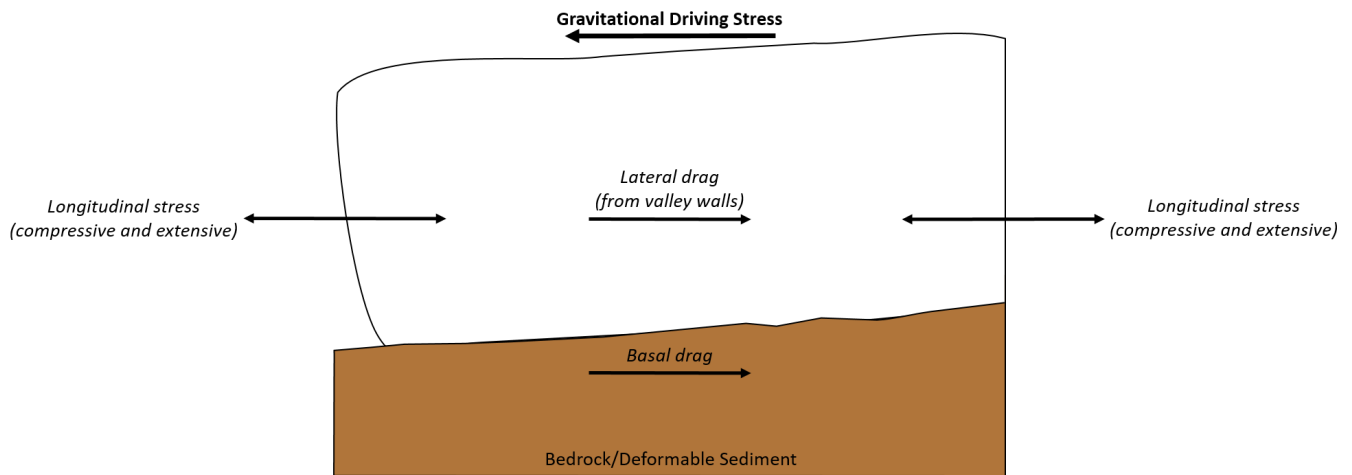 Gravitational Driving Stress
Lateral drag
(from valley walls)
Longitudinal stress
(compressive and extensive)
Longitudinal stress
(compressive and extensive)
Basal drag
Bedrock/Deformable Sediment